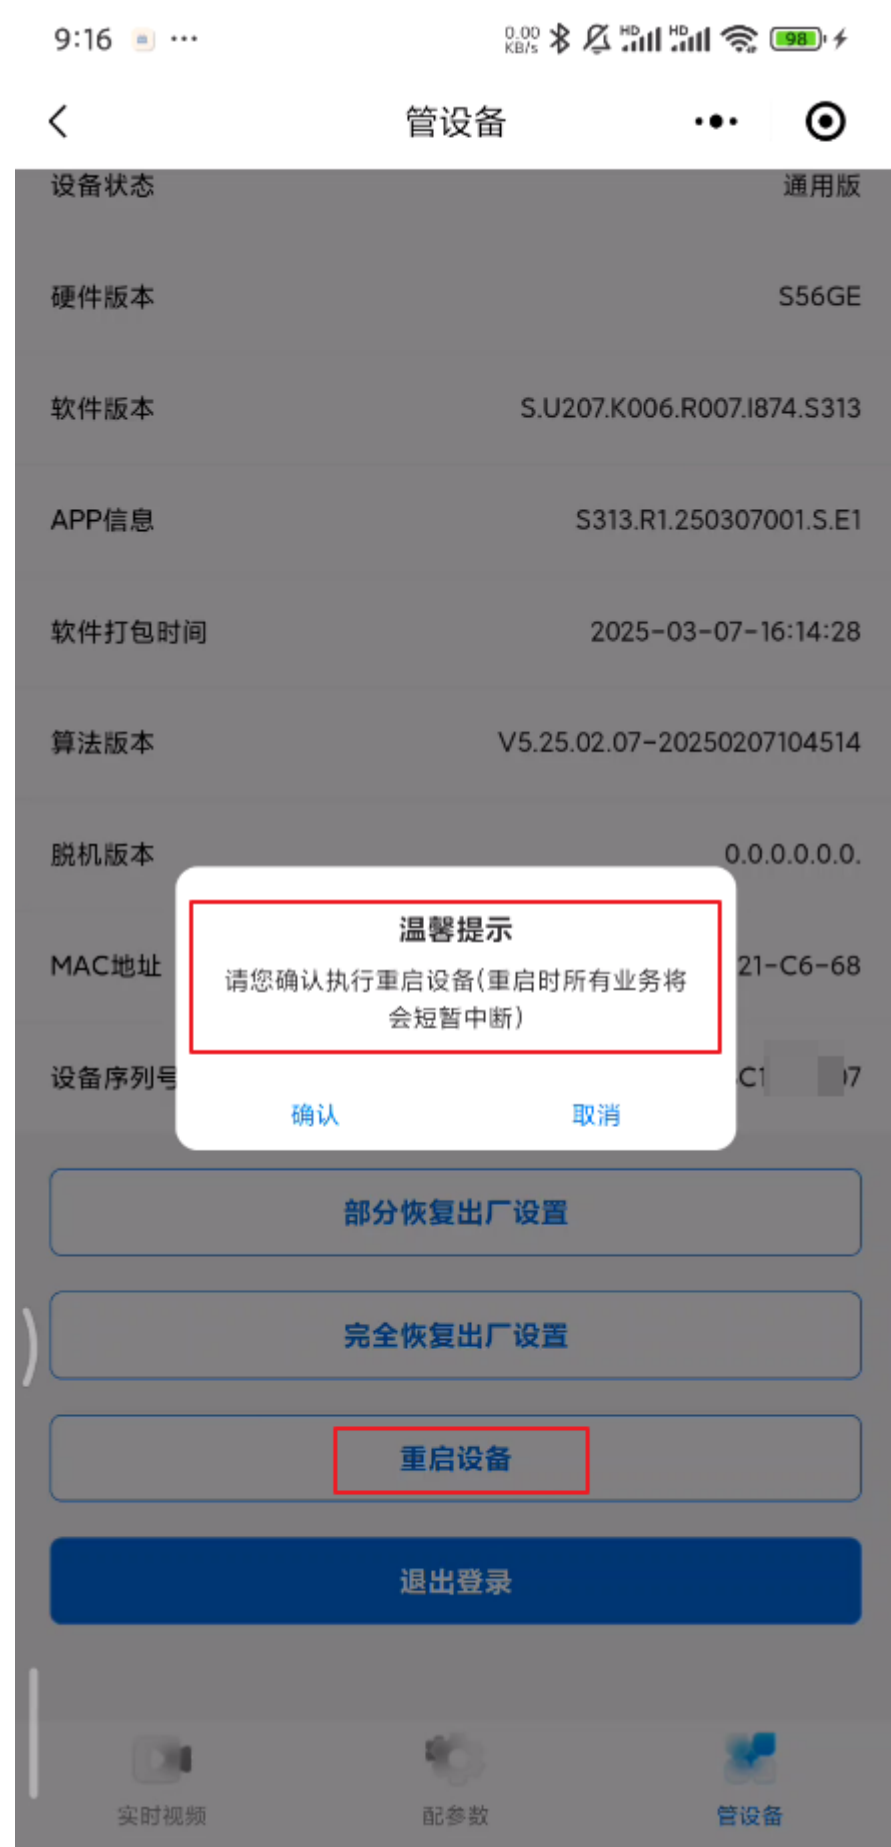 9:16
0.00
KB/s
HD
HD
98
管设备
设备状态
通用版
硬件版本
S56GE
软件版本
S.U207.K006.R007.I874.S313
APP信息
S313.R1.250307001.S.E1
软件打包时间
2025-03-07-16:14:28
算法版本
V5.25.02.07-20250207104514
脱机版本
0.0.0.0.0.0.
MAC地址
21-C6-68
设备序列号
C1
07
温馨提示
请您确认执行重启设备(重启时所有业务将
会短暂中断)
确认
取消
部分恢复出厂设置
完全恢复出厂设置
重启设备
退出登录
实时视频
配参数
管设备